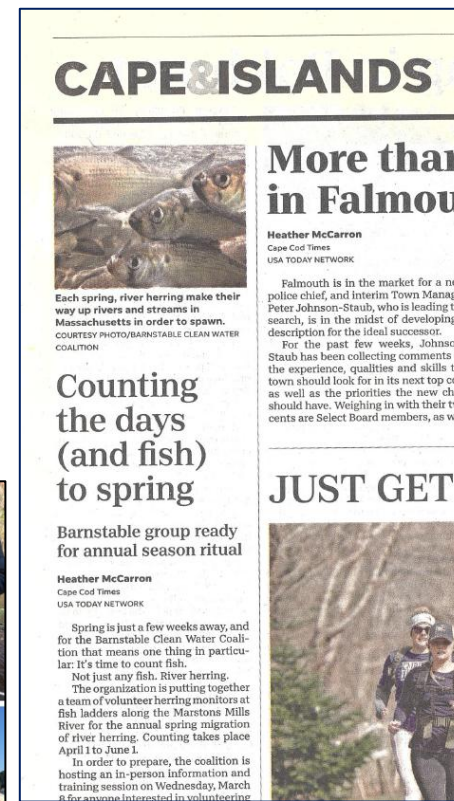 CAPE&ISLANDS
Each spring, river herring make their
way up rivers and streams in
Massachusetts in order to spawn.
COURTESY PHOTO/BARNSTABLE CLEAN WATER
COALITION
Counting
the days
(and fish)
to spring
Barnstable group ready
for annual season ritual
Heather McCarron
Cape Cod Times
USA TODAY NETWORK
Spring is just a few weeks away, and
for the Barnstable Clean Water Coali-
tion that means one thing in particu-
lar: It's time to count fish.
Not just any fish. River herring.
The organization is putting together
a team of volunteer herring monitors at
fish ladders along the Marstons Mills
River for the annual spring migration
of river herring. Counting takes place
April 1 to June 1.
In order to prepare, the coalition is
hosting an in-person information and
training session on Wednesday, March
8 for anyone interested in volunteering
More than
in Falmou
Heather McCarron
Cape Cod Times
USA TODAY NETWORK
Falmouth is in the market for a ne
police chief, and interim Town Manag
Peter Johnson-Staub, who is leading t
search, is in the midst of developing
description for the ideal successor.
For the past few weeks, Johnso
Staub has been collecting comments
the experience, qualities and skills t
town should look for in its next top co
as well as the priorities the new ch
should have. Weighing in with their tw
cents are Select Board members, as w
JUST GET